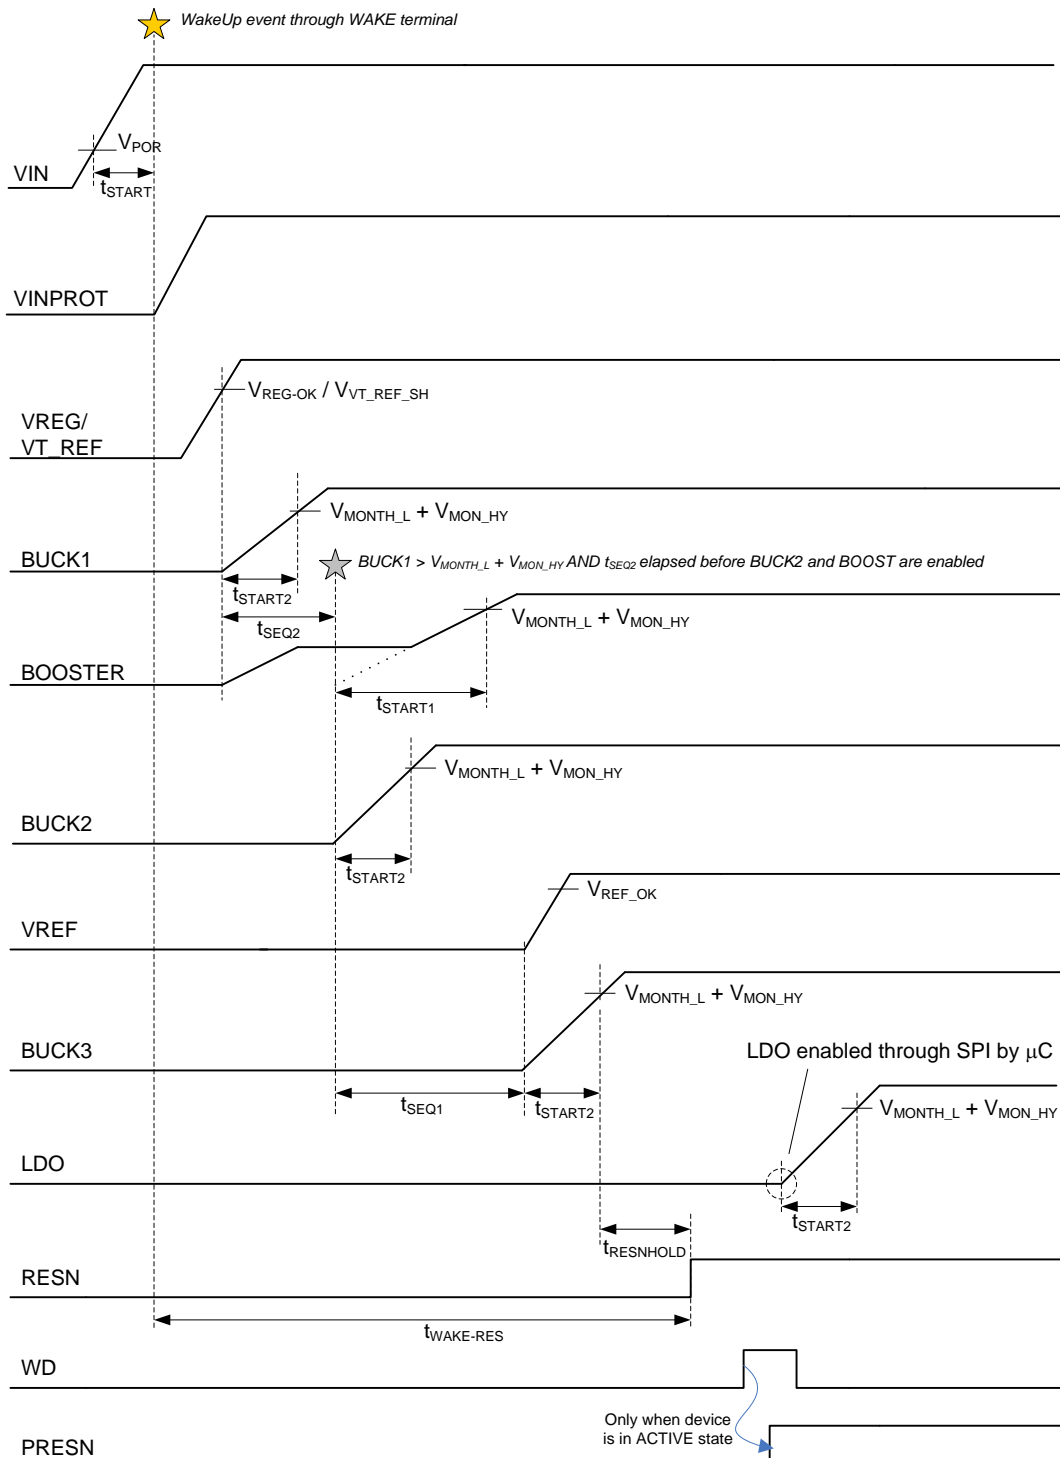 WakeUp event through WAKE terminal
VPOR
VIN
tSTART
VINPROT
VREG-OK / VVT_REF_SH
VREG/
VT_REF
VMONTH_L + VMON_HY
BUCK1
BUCK1 > VMONTH_L + VMON_HY AND tSEQ2 elapsed before BUCK2 and BOOST are enabled
tSTART2
VMONTH_L + VMON_HY
tSEQ2
BOOSTER
tSTART1
VMONTH_L + VMON_HY
BUCK2
tSTART2
VREF_OK
VREF
VMONTH_L + VMON_HY
BUCK3
LDO enabled through SPI by μC
tSEQ1
tSTART2
VMONTH_L + VMON_HY
LDO
tSTART2
tRESNHOLD
RESN
tWAKE-RES
WD
Only when device
is in ACTIVE state
PRESN